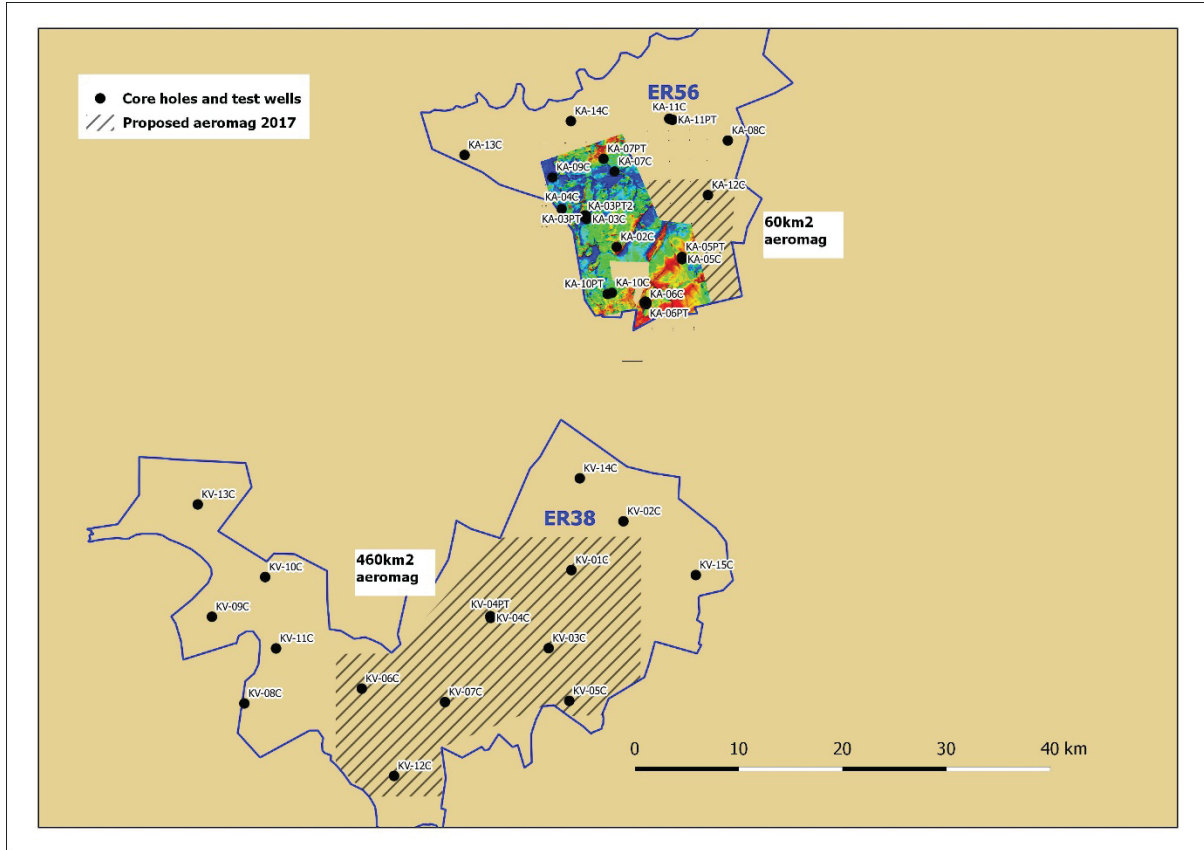 Core holes and test wells
Proposed aeromag 2017
ER56
KA-14C
KA-11C
KA-11PT
KA-08C
KA-13C
KA-07PT
KA-07C
KA-09C
KA-12C
KA-04C
KA-03PT2
KA-03PT
KA-03C
60km2
aeromag
KA-02C
KA-05PT
KA-05C
KA-10PT
KA-10C
KA-06C
KA-06PT
KV-14C
KV-13C
KV-02C
ER38
460km2
aeromag
KV-01C
KV-15C
KV-10C
KV-04PT
KV-04C
KV-09C
KV-11C
KV-03C
KV-06C
KV-07C
KV-05C
KV-08C
KV-12C
0 10 20 30 40 km